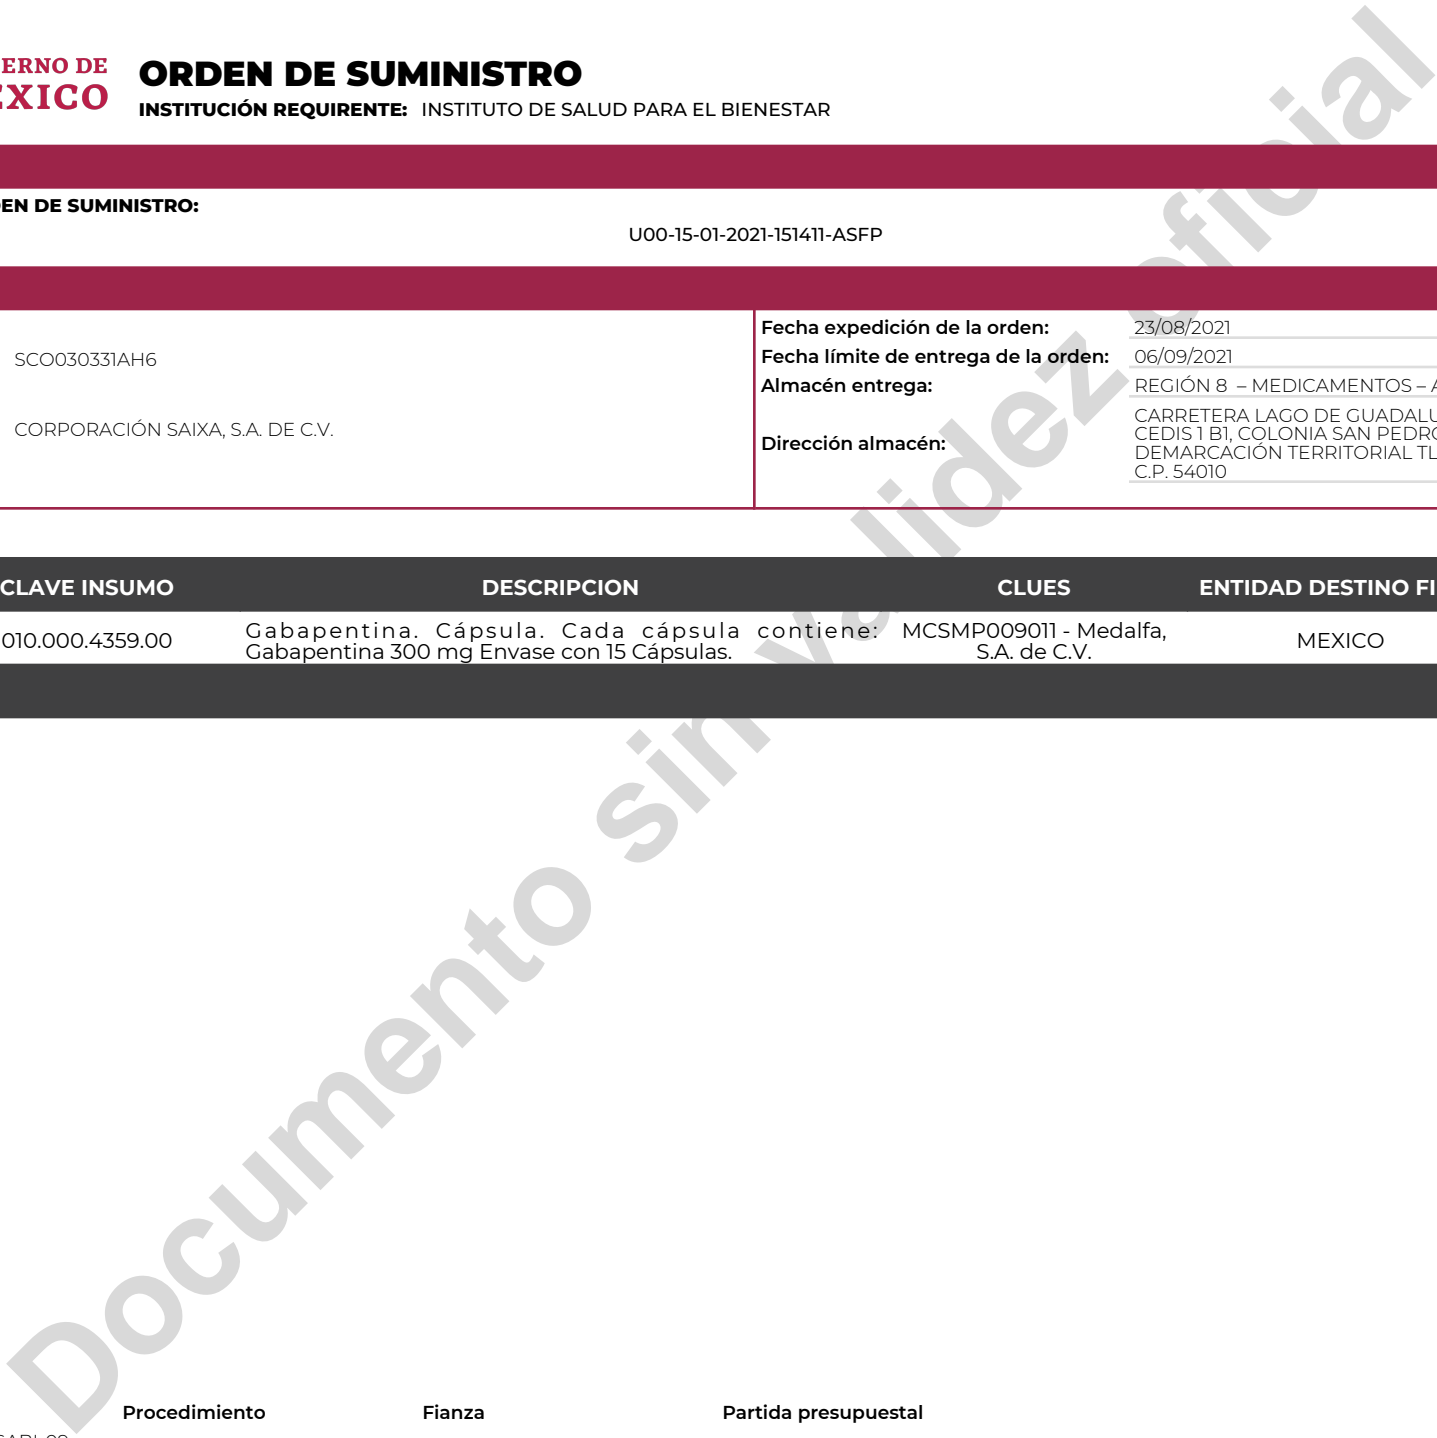 ERNO DE
EXICO
ORDEN DE SUMINISTRO
INSTITUCIÓN REQUIRENTE: INSTITUTO DE SALUD PARA EL BIENESTAR
EN DE SUMINISTRO:
U00-15-01-2021-151411-ASFP
SCO030331AH6
CORPORACIÓN SAIXA, S.A. DE C.V.
Fecha expedición de la orden: 23/08/2021
Fecha límite de entrega de la orden: 06/09/2021
Almacén entrega: REGIÓN 8 – MEDICAMENTOS – A
Dirección almacén:
CARRETERA LAGO DE GUADALU
CEDIS 1 B1, COLONIA SAN PEDRO
DEMARCACIÓN TERRITORIAL TL
C.P. 54010
CLAVE INSUMO DESCRIPCION CLUES ENTIDAD DESTINO FI
010.000.4359.00
Gabapentina. Cápsula. Cada cápsula contiene:
Gabapentina 300 mg Envase con 15 Cápsulas.
MCSMP009011 - Medalfa,
S.A. de C.V.
MEXICO
Documento sin validez oficial
Procedimiento Fianza Partida presupuestal